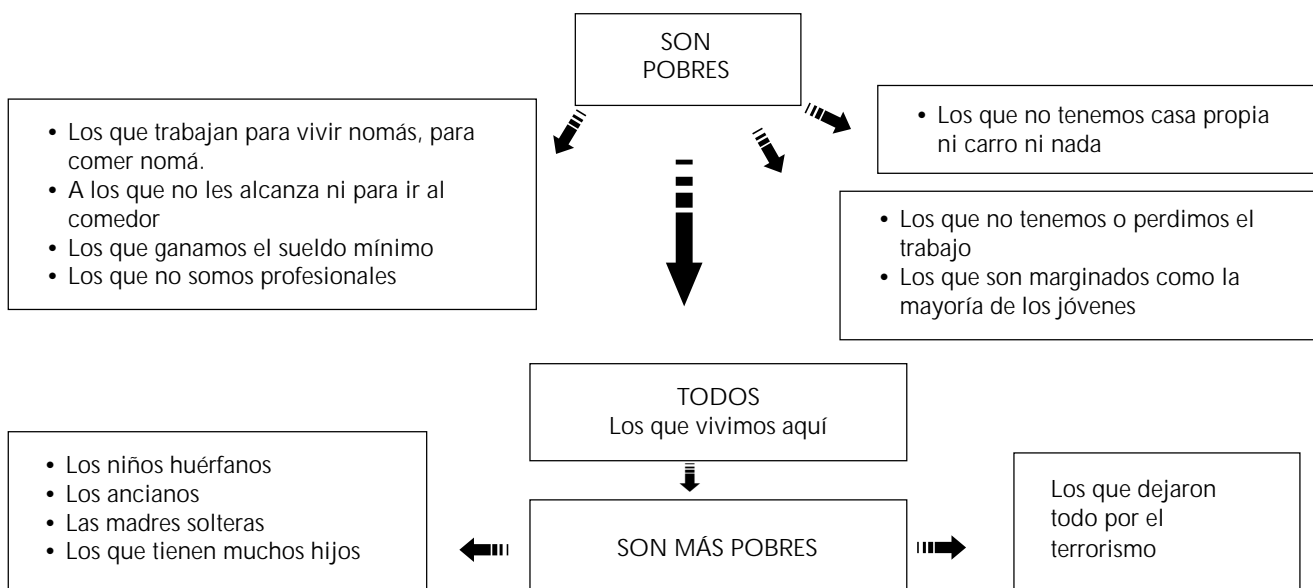 SON
POBRES
• Los que trabajan para vivir nomás, para
comer nomá.
• A los que no les alcanza ni para ir al
comedor
• Los que ganamos el sueldo mínimo
• Los que no somos profesionales
• Los que no tenemos casa propia
ni carro ni nada
• Los que no tenemos o perdimos el
trabajo
• Los que son marginados como la
mayoría de los jóvenes
TODOS
Los que vivimos aquí
• Los niños huérfanos
• Los ancianos
• Las madres solteras
• Los que tienen muchos hijos
SON MÁS POBRES
Los que dejaron
todo por el
terrorismo